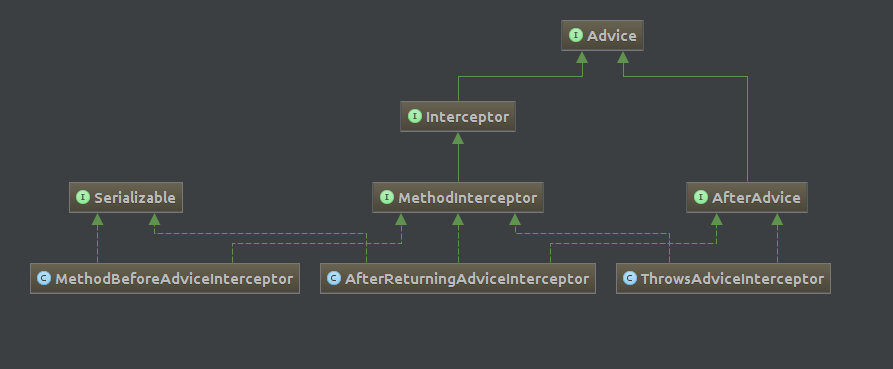 I Advice
I Interceptor
I Serializable
I MethodInterceptor
I AfterAdvice
C MethodBeforeAdviceInterceptor
C AfterReturningAdviceInterceptor
C ThrowsAdviceInterceptor